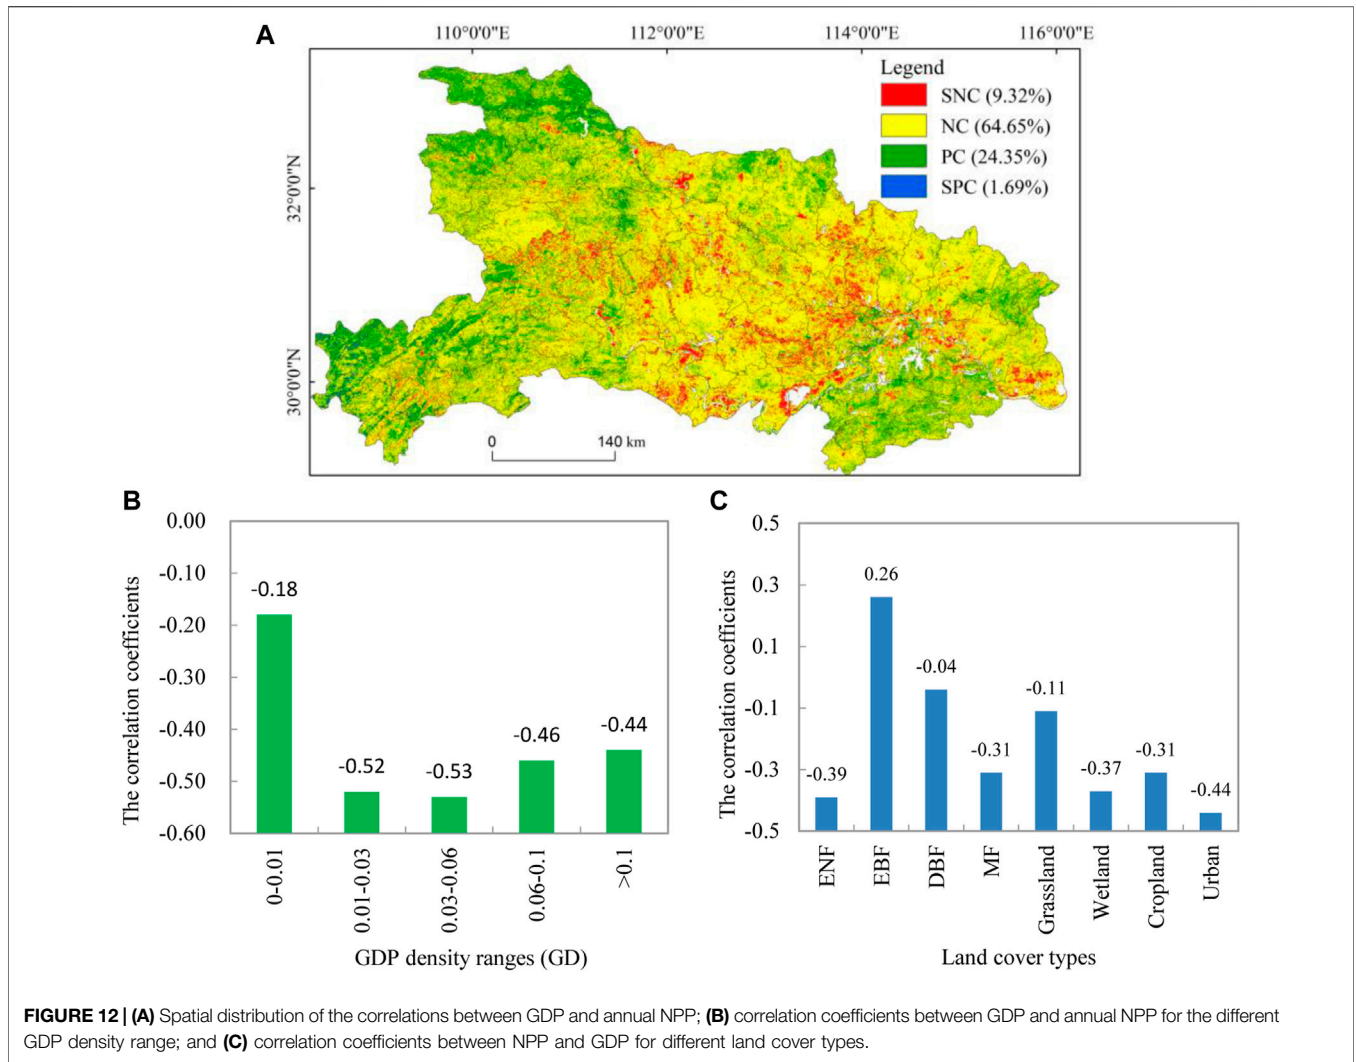 A
110°0'0"E 112°0'0"E 114°0'0"E 116°0'0"E
32°0'0"N
30°0'0"N
Legend
SNC (9.32%)
NC (64.65%)
PC (24.35%)
SPC (1.69%)
0 140 km
B
The correlation coefficients
0.00
-0.10
-0.20
-0.30
-0.40
-0.50
-0.60
-0.18
-0.52
-0.53
-0.46
-0.44
0-0.01
0.01-0.03
0.03-0.06
0.06-0.1
>0.1
GDP density ranges (GD)
C
The correlation coefficients
0.5
0.3
0.1
-0.1
-0.3
-0.5
-0.39
0.26
-0.04
-0.31
-0.11
-0.37
-0.31
-0.44
ENF
EBF
DBF
MF
Grassland
Wetland
Cropland
Urban
Land cover types
FIGURE 12 | (A) Spatial distribution of the correlations between GDP and annual NPP; (B) correlation coefficients between GDP and annual NPP for the different
GDP density range; and (C) correlation coefficients between NPP and GDP for different land cover types.